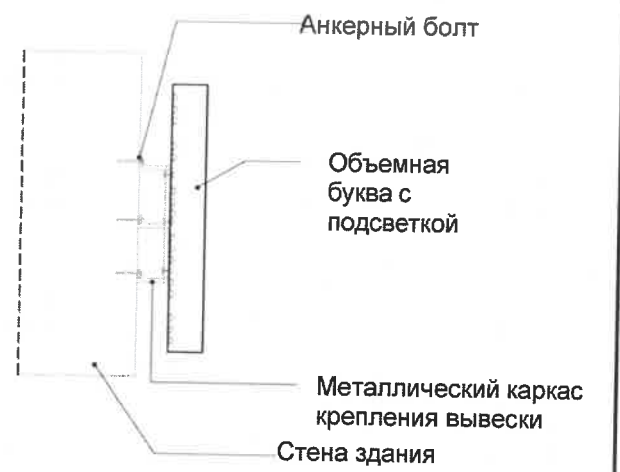 Анкерный болт
Объемная
буква с
подсветкой
Металлический каркас
крепления вывески
Стена здания